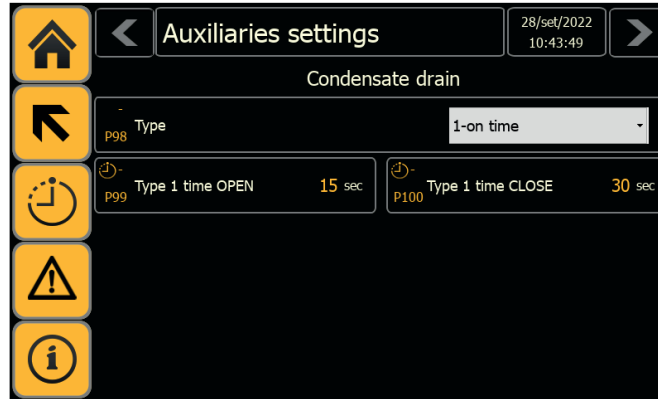 Auxiliaries settings
28/set/2022
10:43:49
Condensate drain
-
P98 Type
1-on time
-
P99 Type 1 time OPEN 15 sec
-
P100 Type 1 time CLOSE 30 sec
i